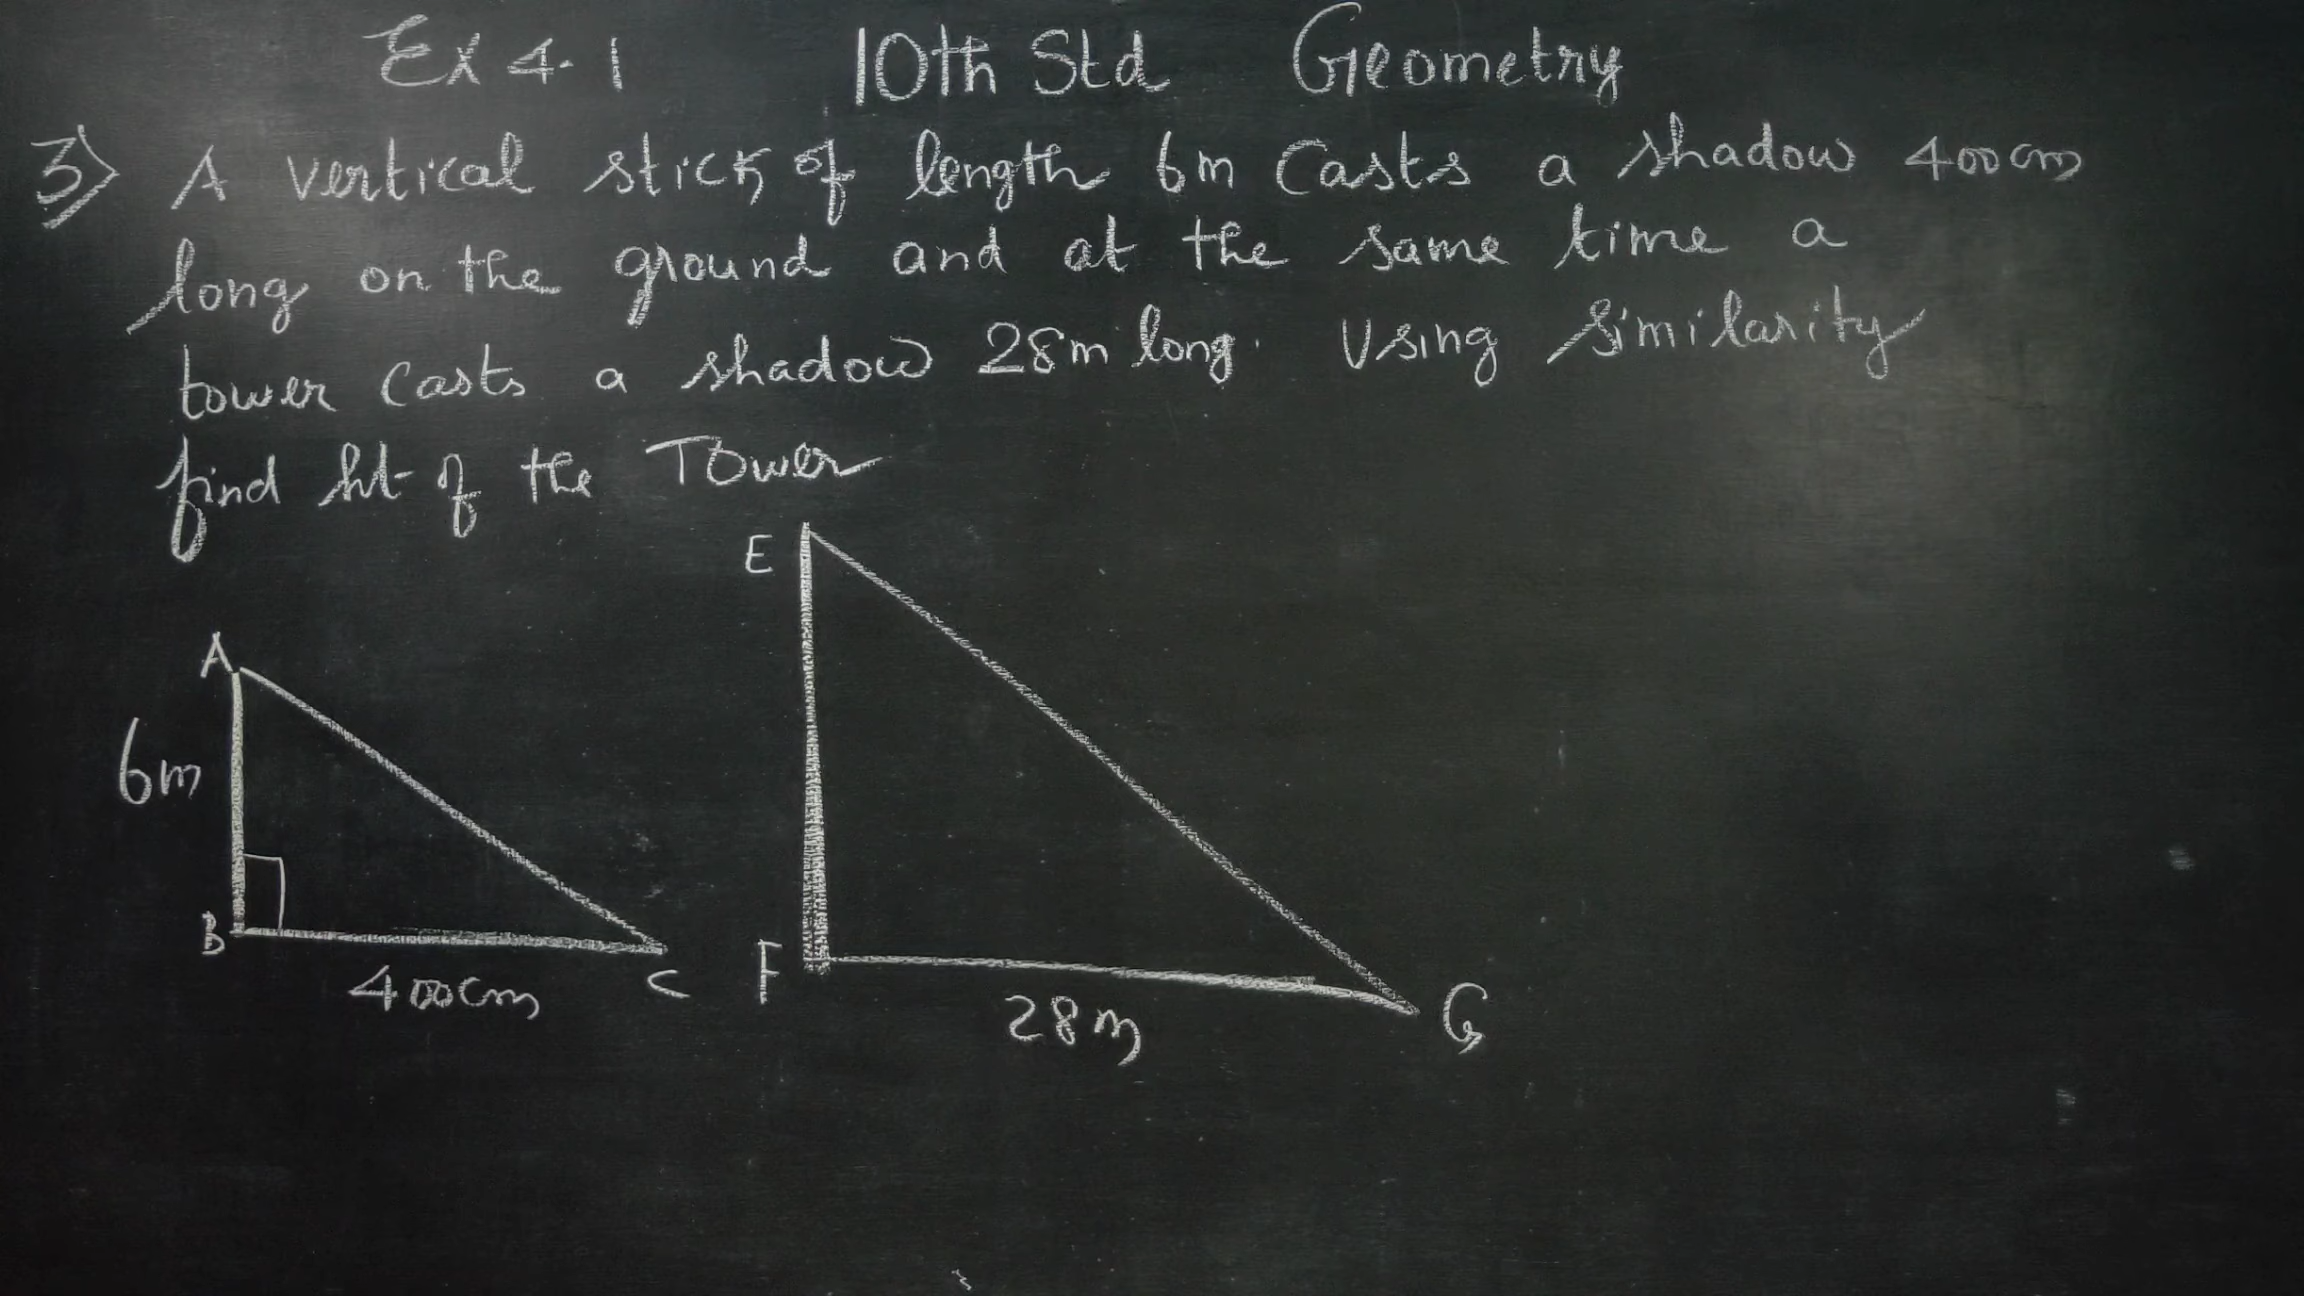 Ex 4.1 10th Std Geometry
3) A vertical stick of length 6m Casts a shadow 400cm
long on the ground and at the same time a
tower casts a shadow 28m long. Using Similarity
find ht of the Tower
E
A
6m
B
400cm
C
F
28m
G